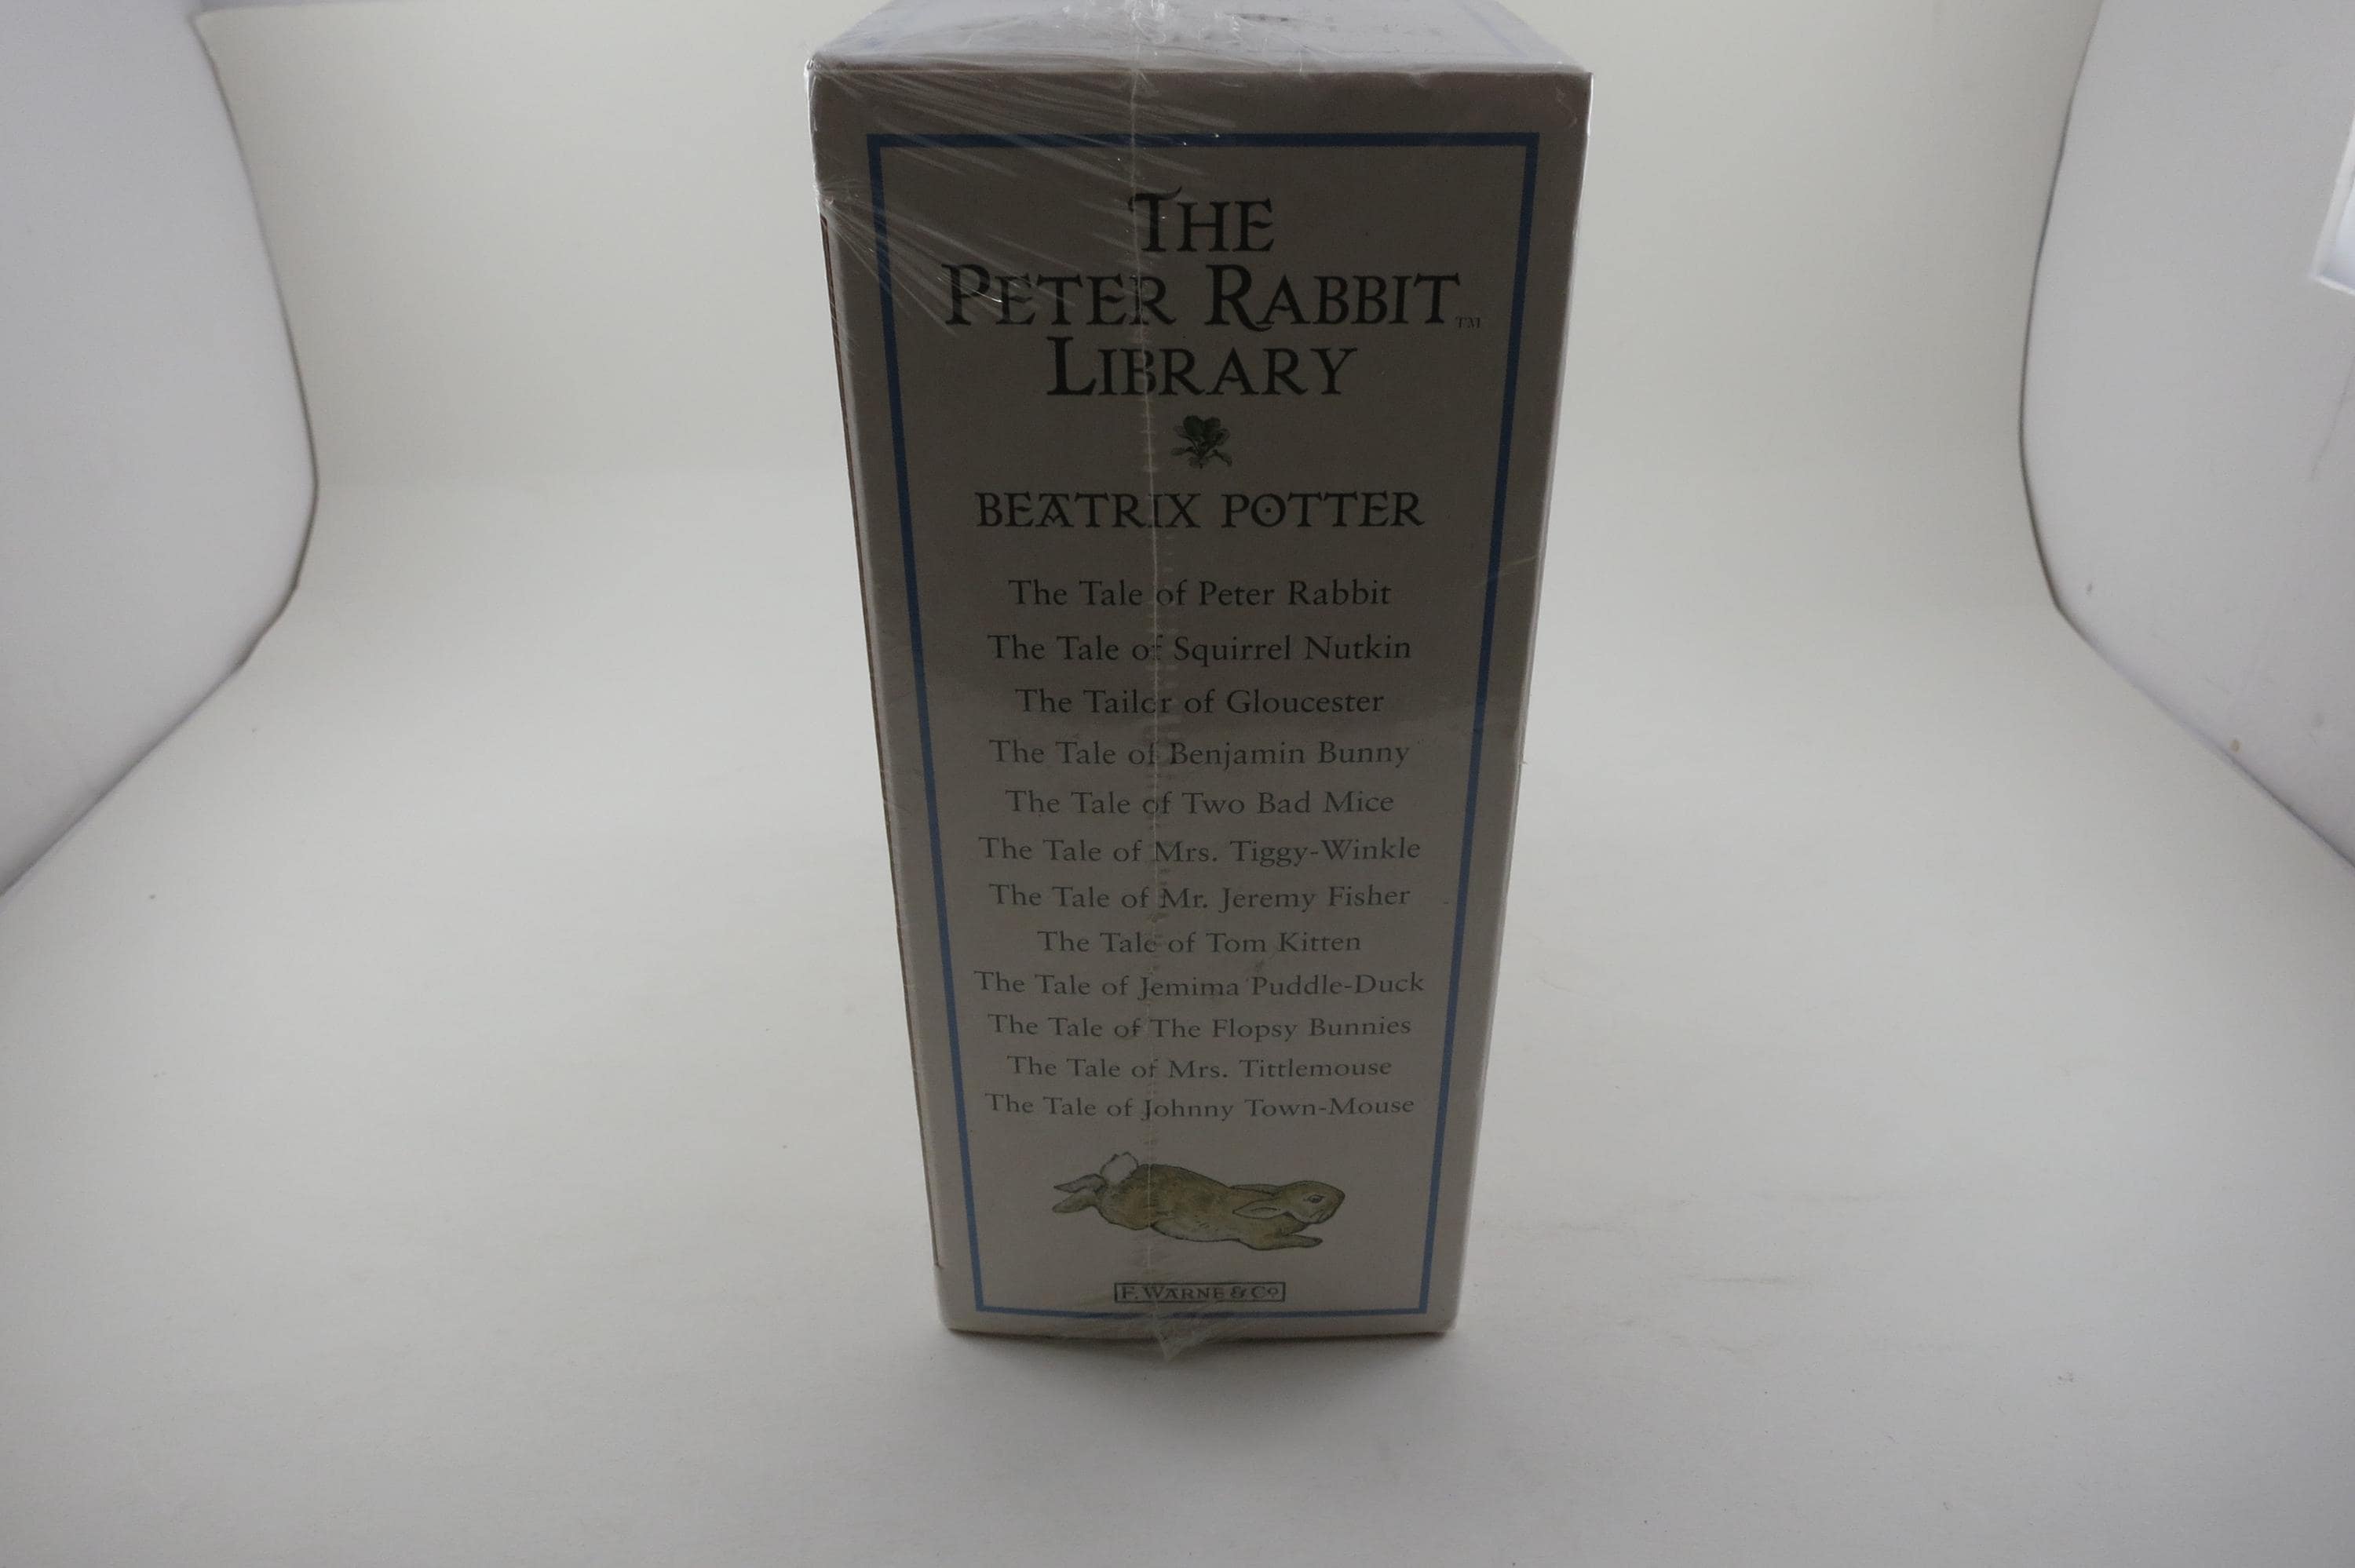 THE
PETER RABBIT™
LIBRARY
BEATRIX POTTER
The Tale of Peter Rabbit
The Tale of Squirrel Nutkin
The Tailor of Gloucester
The Tale of Benjamin Bunny
The Tale of Two Bad Mice
The Tale of Mrs. Tiggy-Winkle
The Tale of Mr. Jeremy Fisher
The Tale of Tom Kitten
The Tale of Jemima Puddle-Duck
The Tale of The Flopsy Bunnies
The Tale of Mrs. Tittlemouse
The Tale of Johnny Town-Mouse
F. WARNE & Co